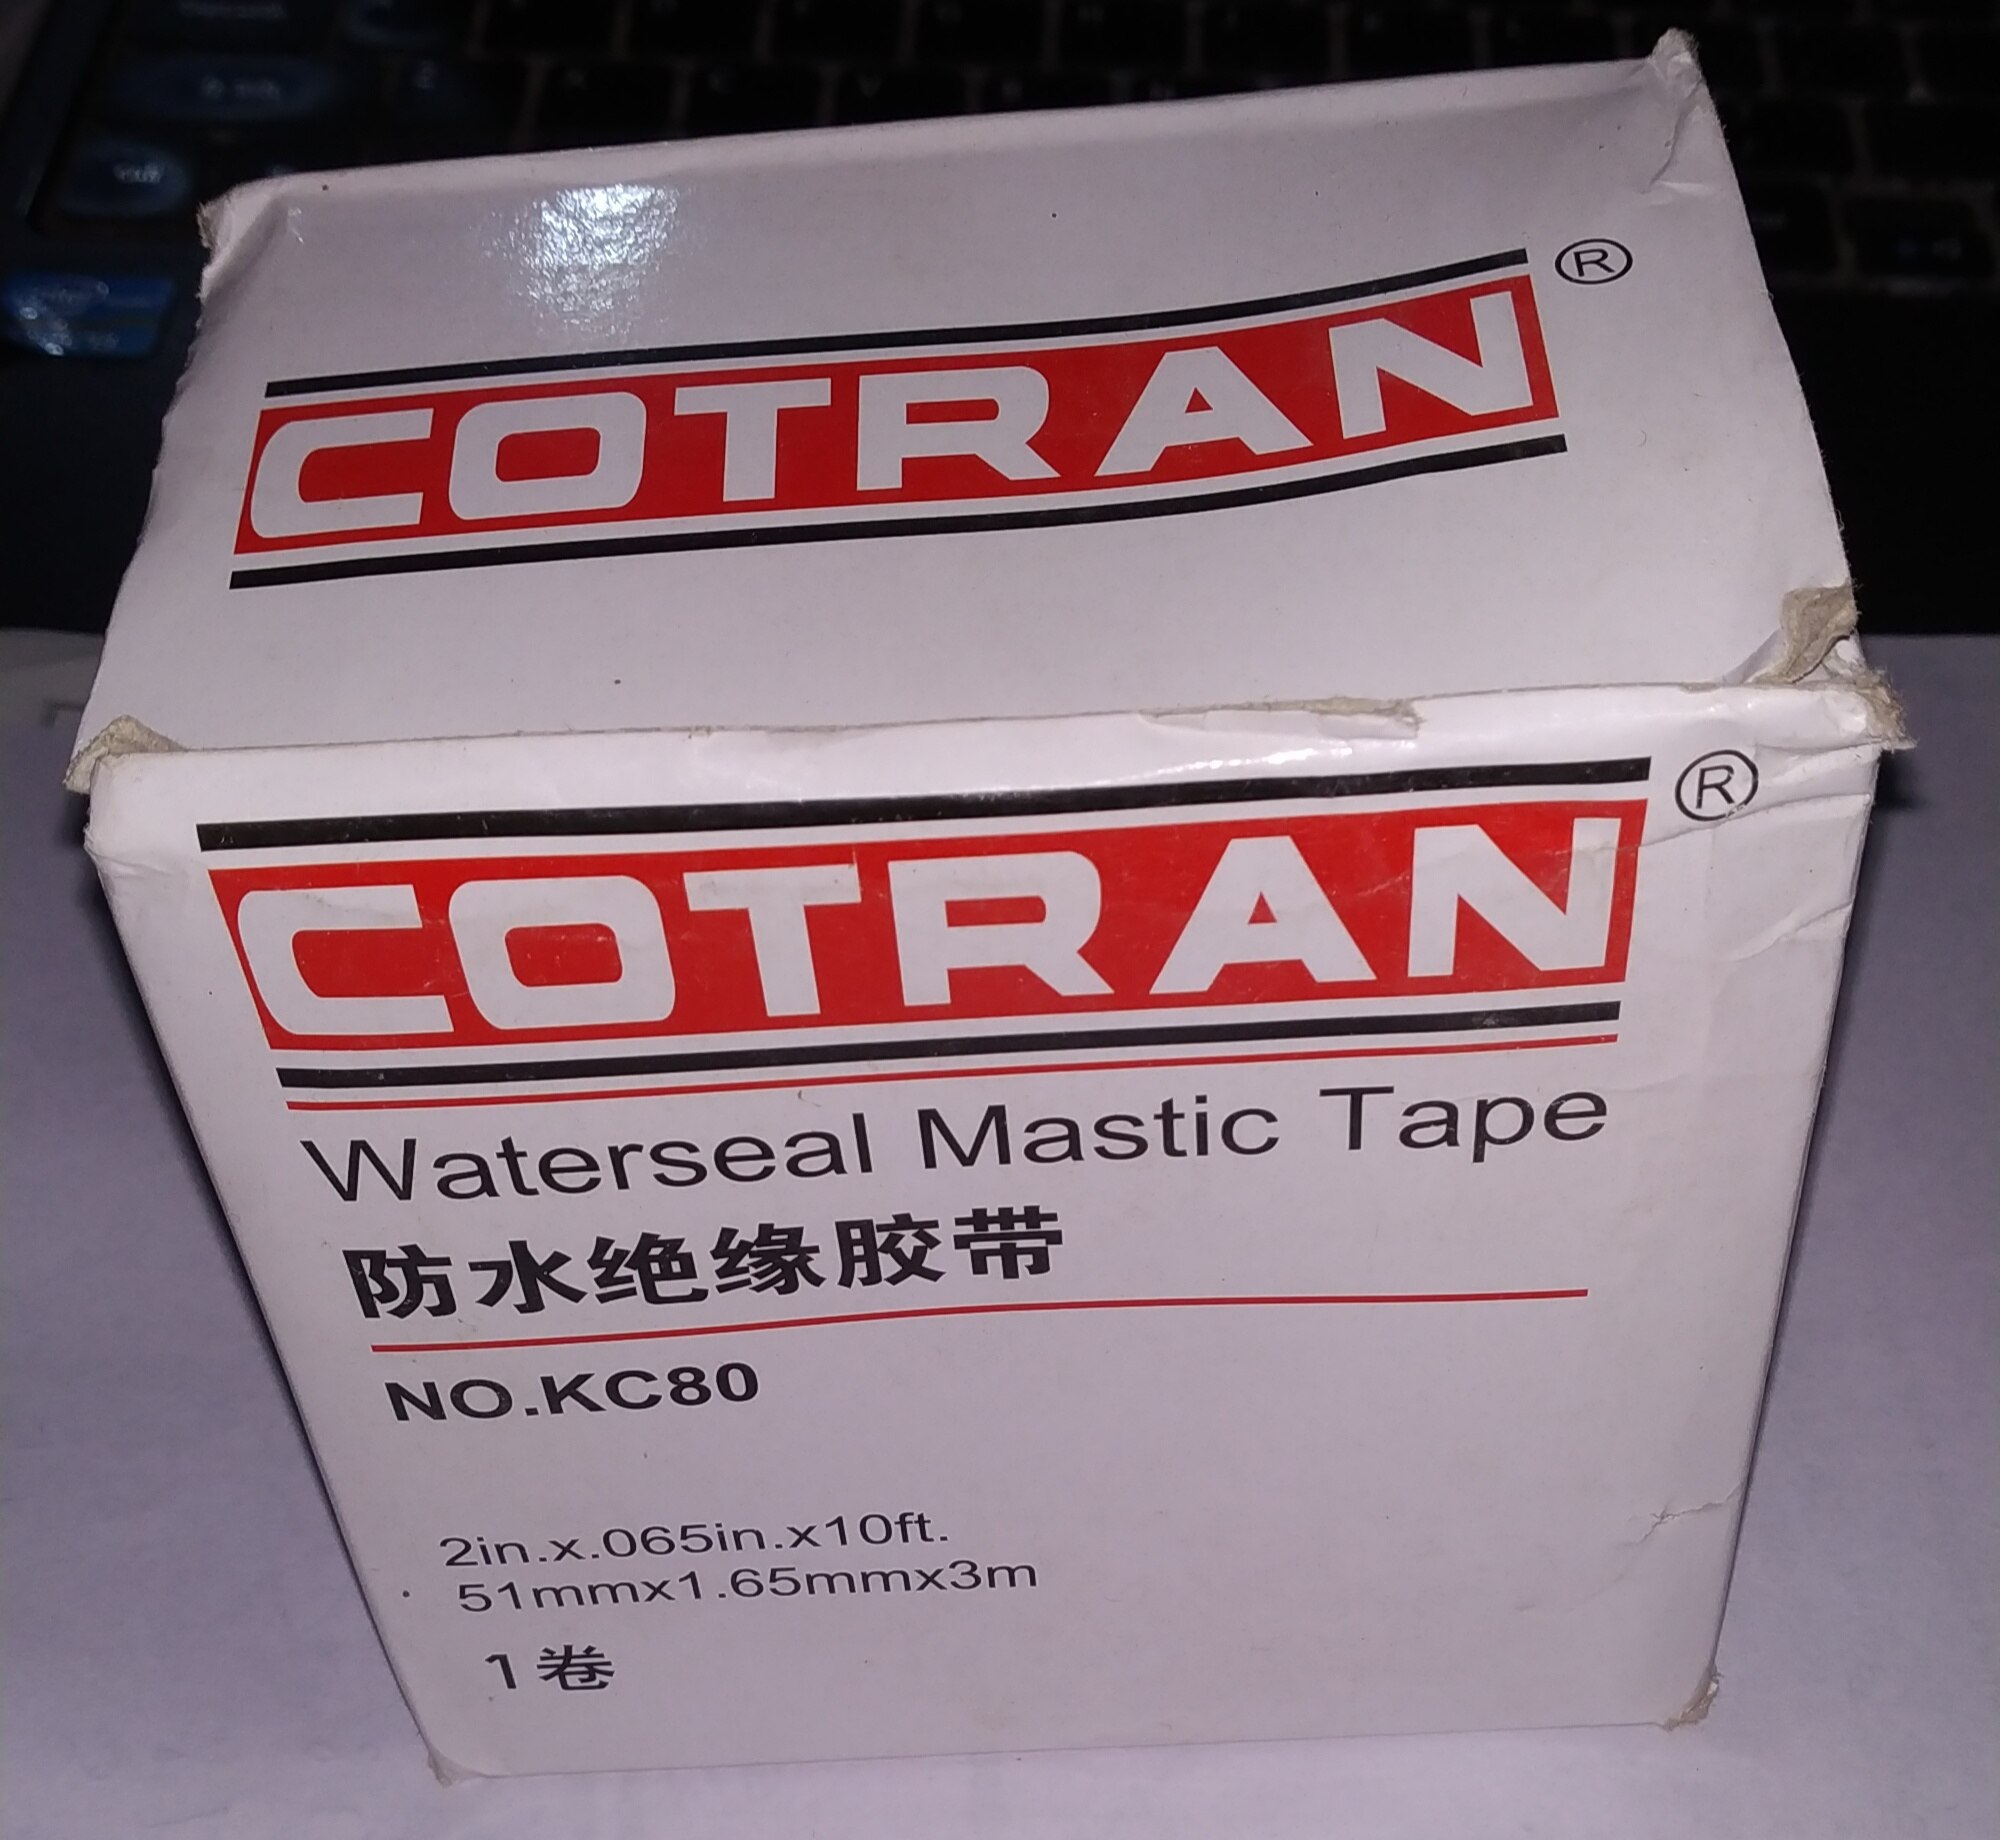 COTRAN®
COTRAN®
Waterseal Mastic Tape
防水绝缘胶带
NO.KC80
2in.x.065in.x10ft.
51mmx1.65mmx3m
1卷